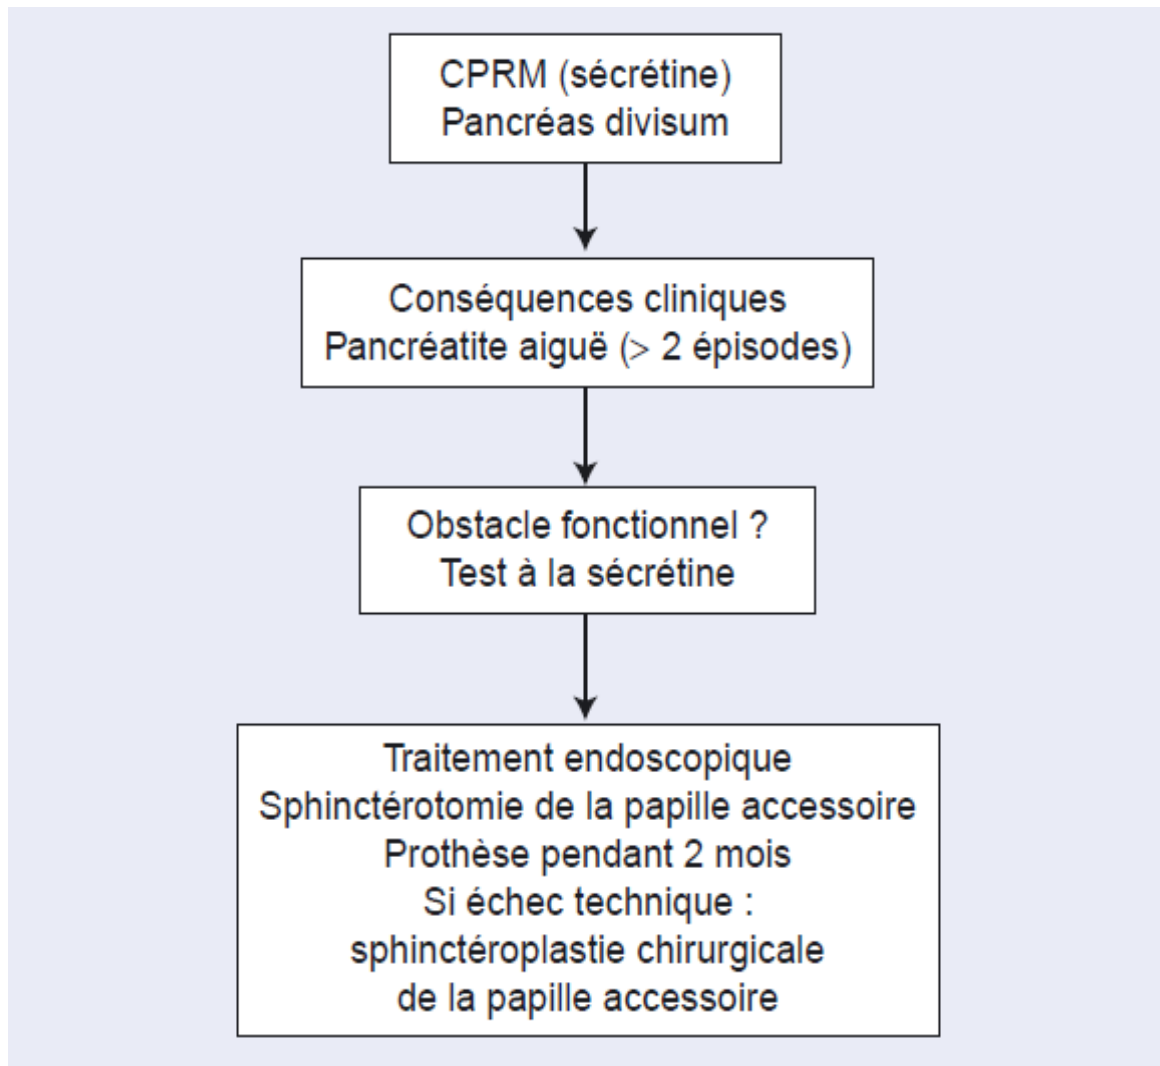 CPRM (sécrétine)
Pancréas divisum
Conséquences cliniques
Pancréatite aiguë (> 2 épisodes)
Obstacle fonctionnel ?
Test à la sécrétine
Traitement endoscopique
Sphinctérotomie de la papille accessoire
Prothèse pendant 2 mois
Si échec technique :
sphinctéroplastie chirurgicale
de la papille accessoire